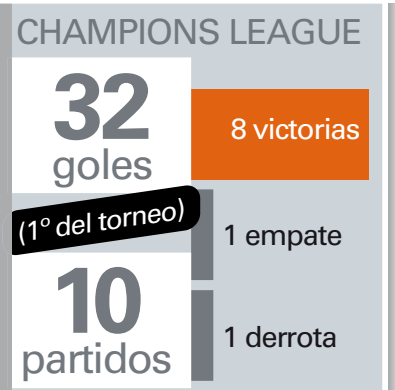 CHAMPIONS LEAGUE
32
goles
(1º del torneo)
10
partidos
8 victorias
1 empate
1 derrota